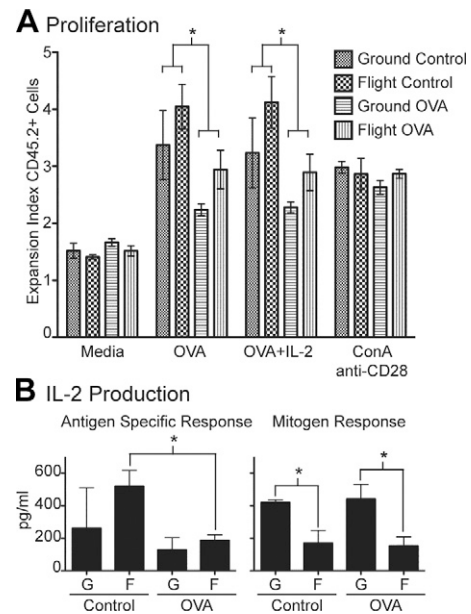 A Proliferation
*
*
Ground Control
Flight Control
Ground OVA
Flight OVA
Expansion Index CD45.2+ Cells
5
4
3
2
1
0
Media
OVA
OVA+IL-2
ConA
anti-CD28
B IL-2 Production
Antigen Specific Response
Mitogen Response
*
*
*
pg/ml
600
400
200
0
G F G F
Control OVA
G F G F
Control OVA